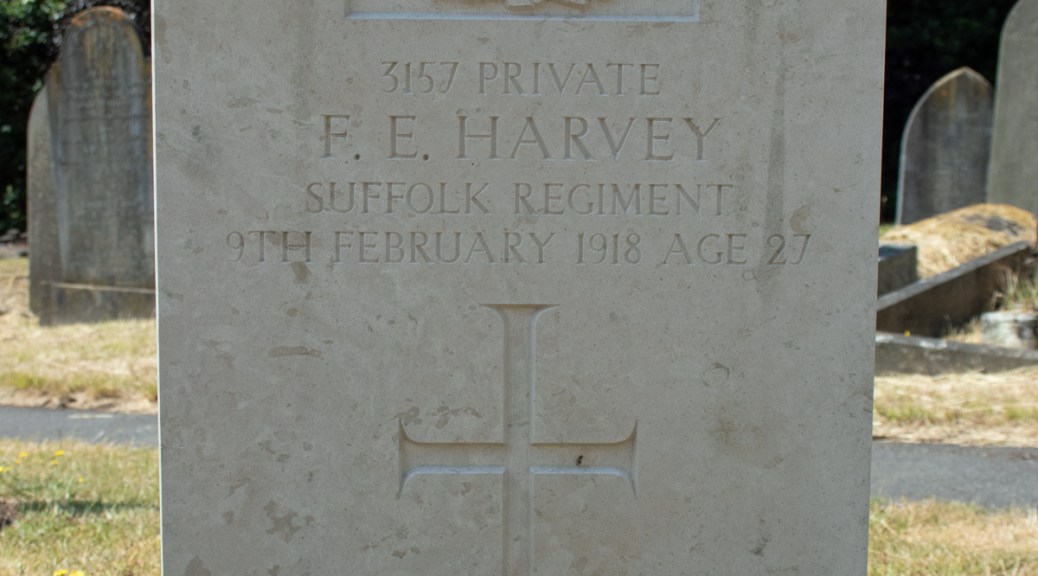 3157 PRIVATE
F. E. HARVEY
SUFFOLK REGIMENT
9TH FEBRUARY 1918 AGE 27